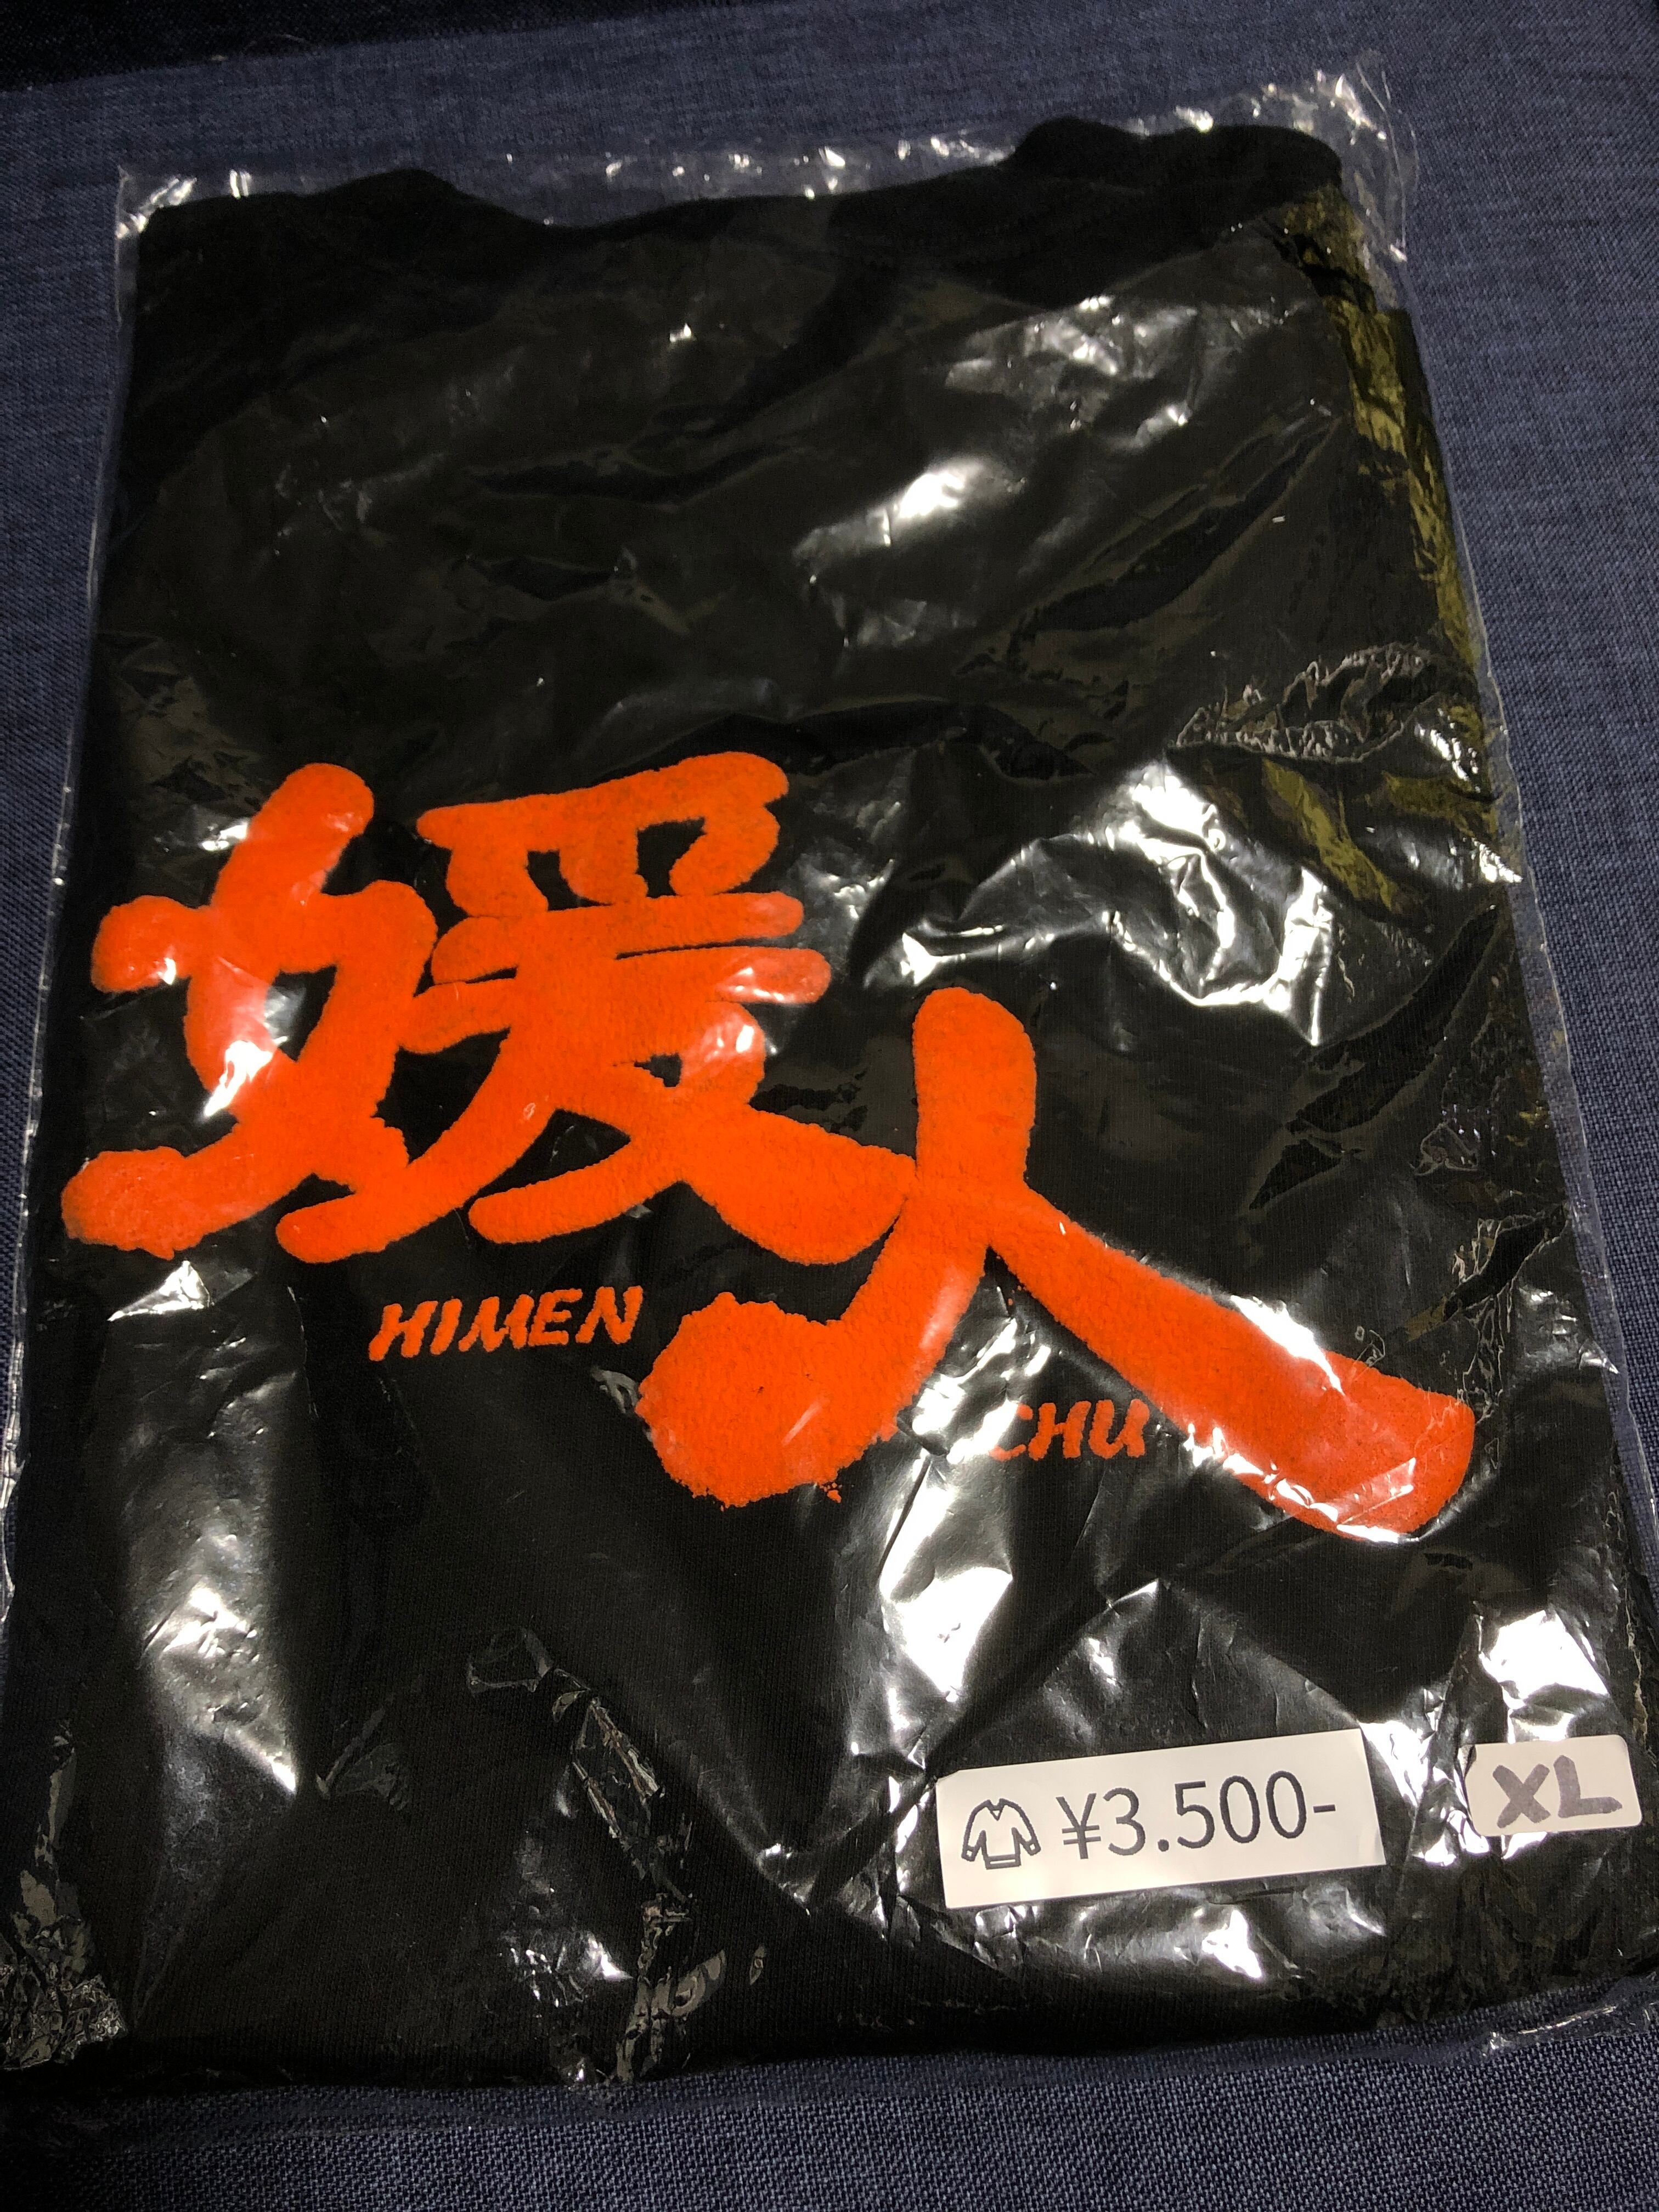 媛人
HIMEN
CHU
¥3.500-
XL